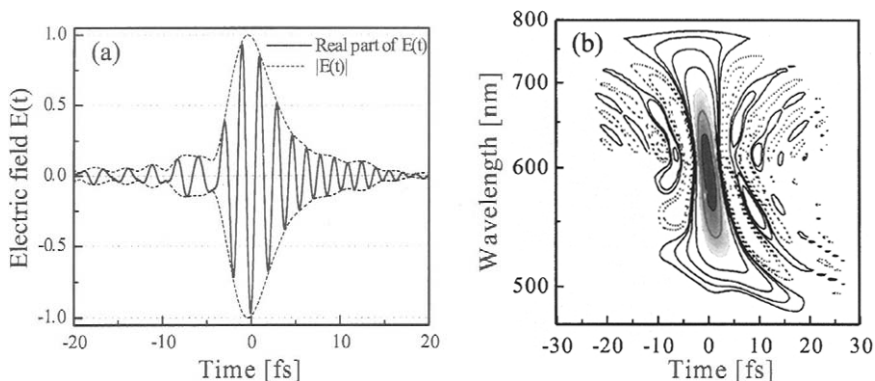 (a)
Real part of E(t)
|E(t)|
Electric field E(t)
1.0
0.5
0.0
-0.5
-1.0
-20
-10
0
10
20
Time [fs]
(b)
Wavelength [nm]
800
700
600
500
-30
-20
-10
0
10
20
30
Time [fs]